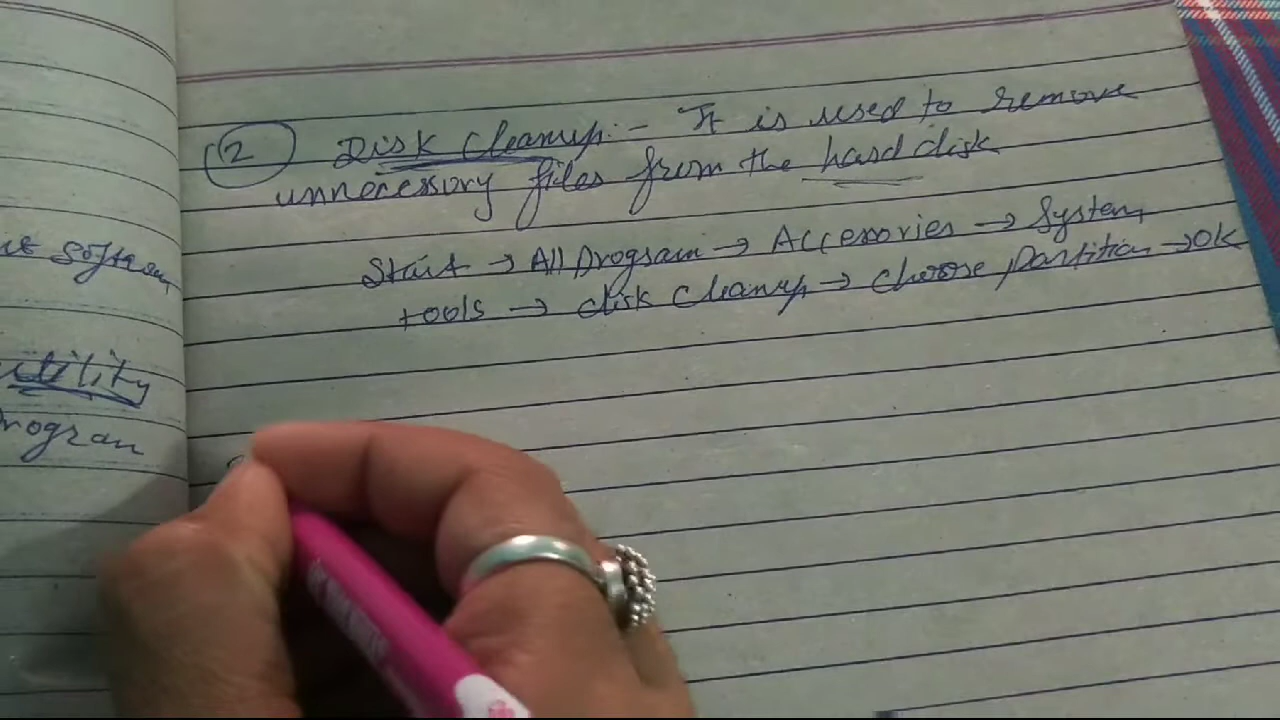 2 Disk Cleanup :- It is used to remove
unnecessory files from the hard disk
Start → All Program → Accessories → System
tools → disk cleanup → choose partition → OK
software
utility
program